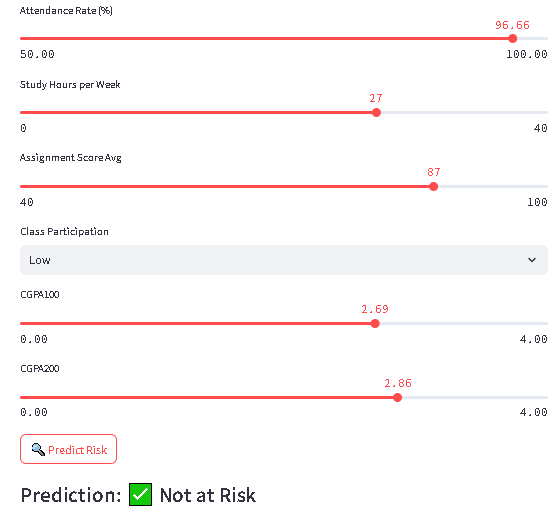 Attendance Rate (%)
96.66
50.00 100.00
Study Hours per Week
27
0 40
Assignment Score Avg
87
40 100
Class Participation
Low
CGPA100
2.69
0.00 4.00
CGPA200
2.86
0.00 4.00
Predict Risk
Prediction: ✅ Not at Risk